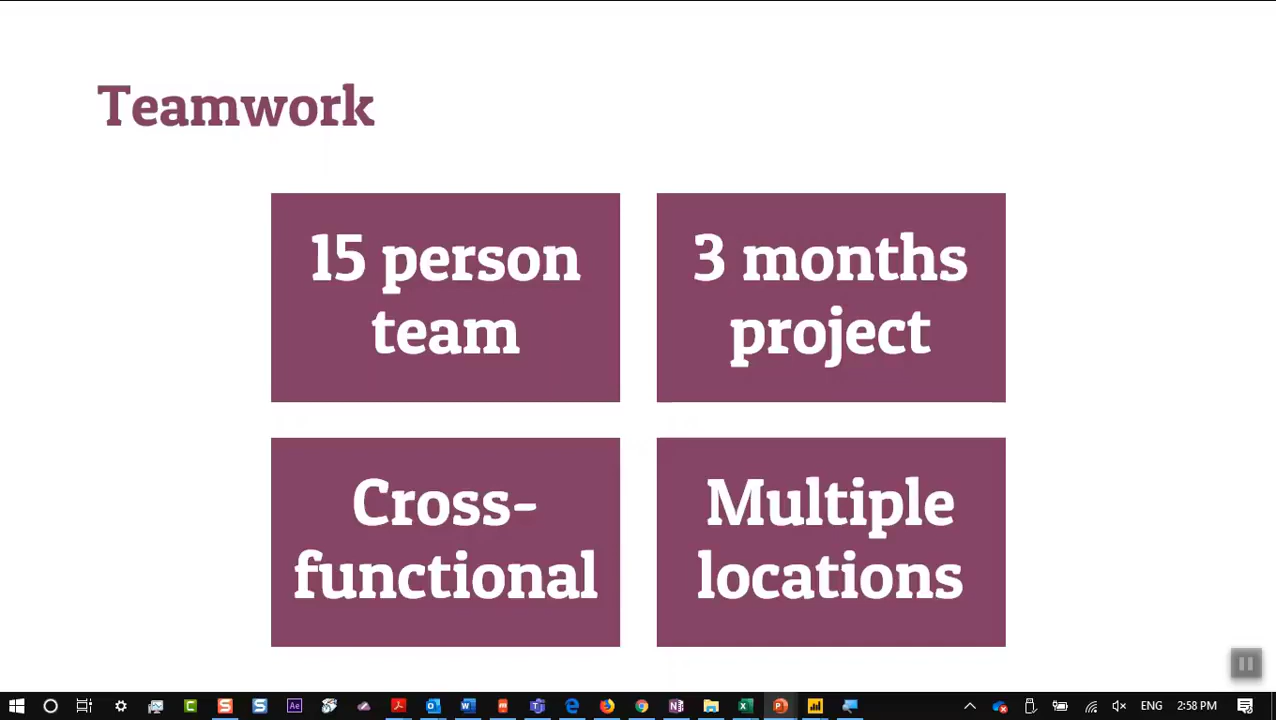 Teamwork
15 person
team
3 months
project
Cross-
functional
Multiple
locations
ENG
2:58 PM